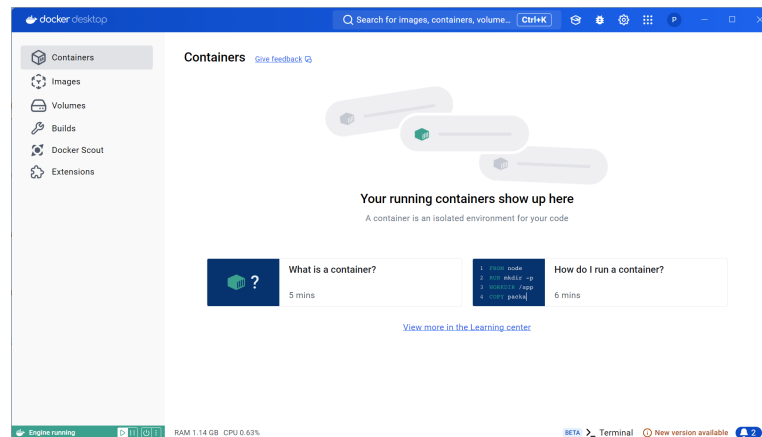 docker desktop
Search for images, containers, volume... Ctrl+K
P
Containers
Images
Volumes
Builds
Docker Scout
Extensions
Containers Give feedback
Your running containers show up here
A container is an isolated environment for your code
?
What is a container?
5 mins
1 FROM node
2 RUN mkdir -p
3 WORKDIR /app
4 COPY packa
How do I run a container?
6 mins
View more in the Learning center
Engine running
RAM 1.14 GB CPU 0.63%
BETA >_ Terminal
New version available
2